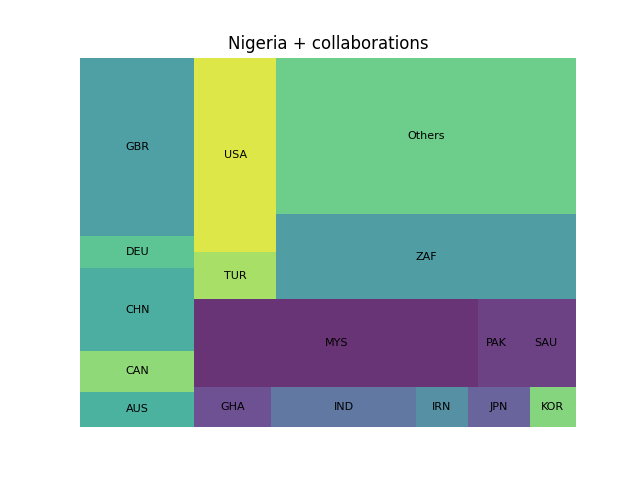 Nigeria + collaborations
GBR
USA
Others
DEU
TUR
ZAF
CHN
MYS
PAK
SAU
CAN
AUS
GHA
IND
IRN
JPN
KOR